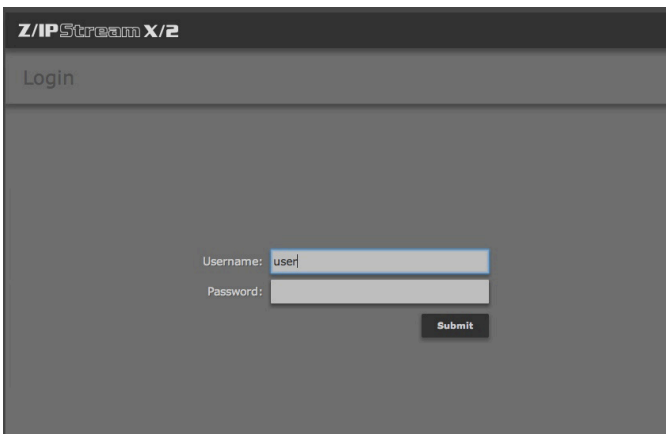 Z/IPStream X/2
Login
Username: user
Password:
Submit